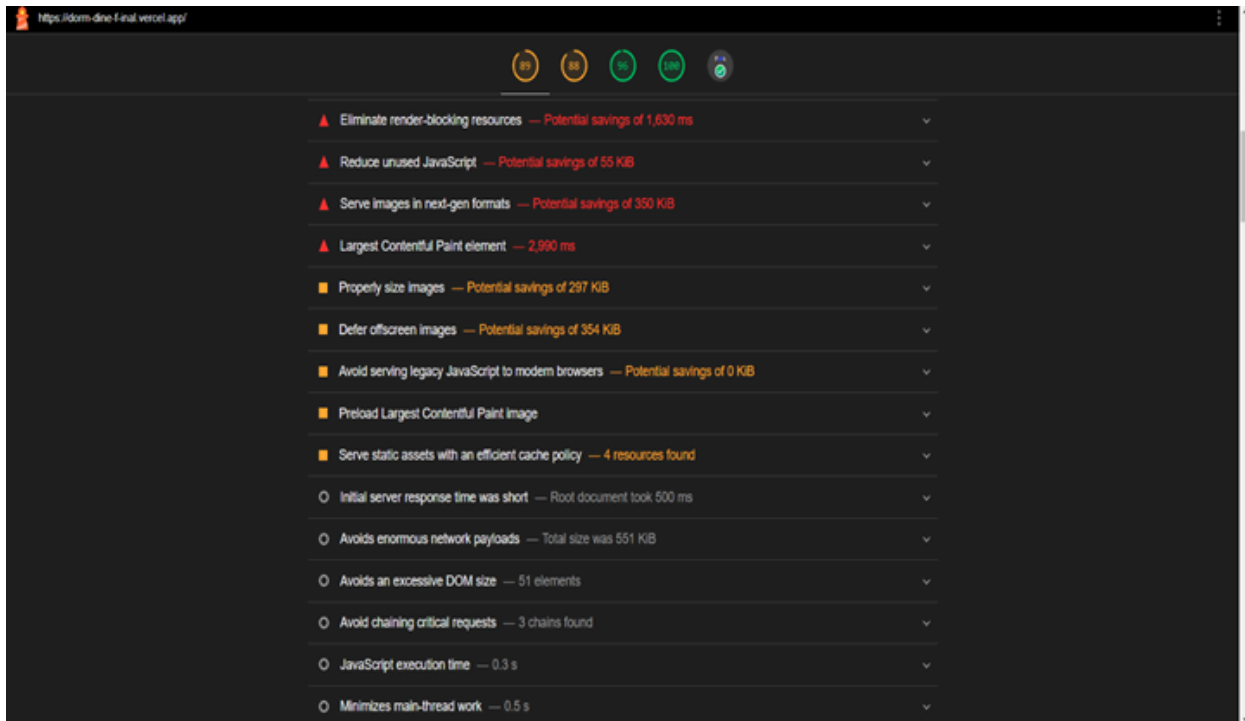 https://dorm-dine-f-inal.vercel.app/
89 88 96 100
Eliminate render-blocking resources — Potential savings of 1,630 ms
Reduce unused JavaScript — Potential savings of 55 KiB
Serve images in next-gen formats — Potential savings of 350 KiB
Largest Contentful Paint element — 2,990 ms
Properly size images — Potential savings of 297 KiB
Defer offscreen images — Potential savings of 354 KiB
Avoid serving legacy JavaScript to modern browsers — Potential savings of 0 KiB
Preload Largest Contentful Paint image
Serve static assets with an efficient cache policy — 4 resources found
Initial server response time was short — Root document took 500 ms
Avoids enormous network payloads — Total size was 551 KiB
Avoids an excessive DOM size — 51 elements
Avoid chaining critical requests — 3 chains found
JavaScript execution time — 0.3 s
Minimizes main-thread work — 0.5 s